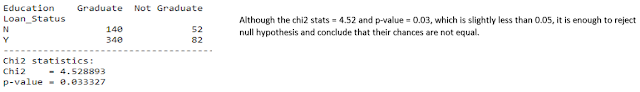 Education    Graduate  Not Graduate
Loan_Status
N    140    52
Y    340    82
----------------------------------------------------
Chi2 statistics:
Chi2    = 4.528893
p-value = 0.033327
Although the chi2 stats = 4.52 and p-value = 0.03, which is slightly less than 0.05, it is enough to reject
null hypothesis and conclude that their chances are not equal.